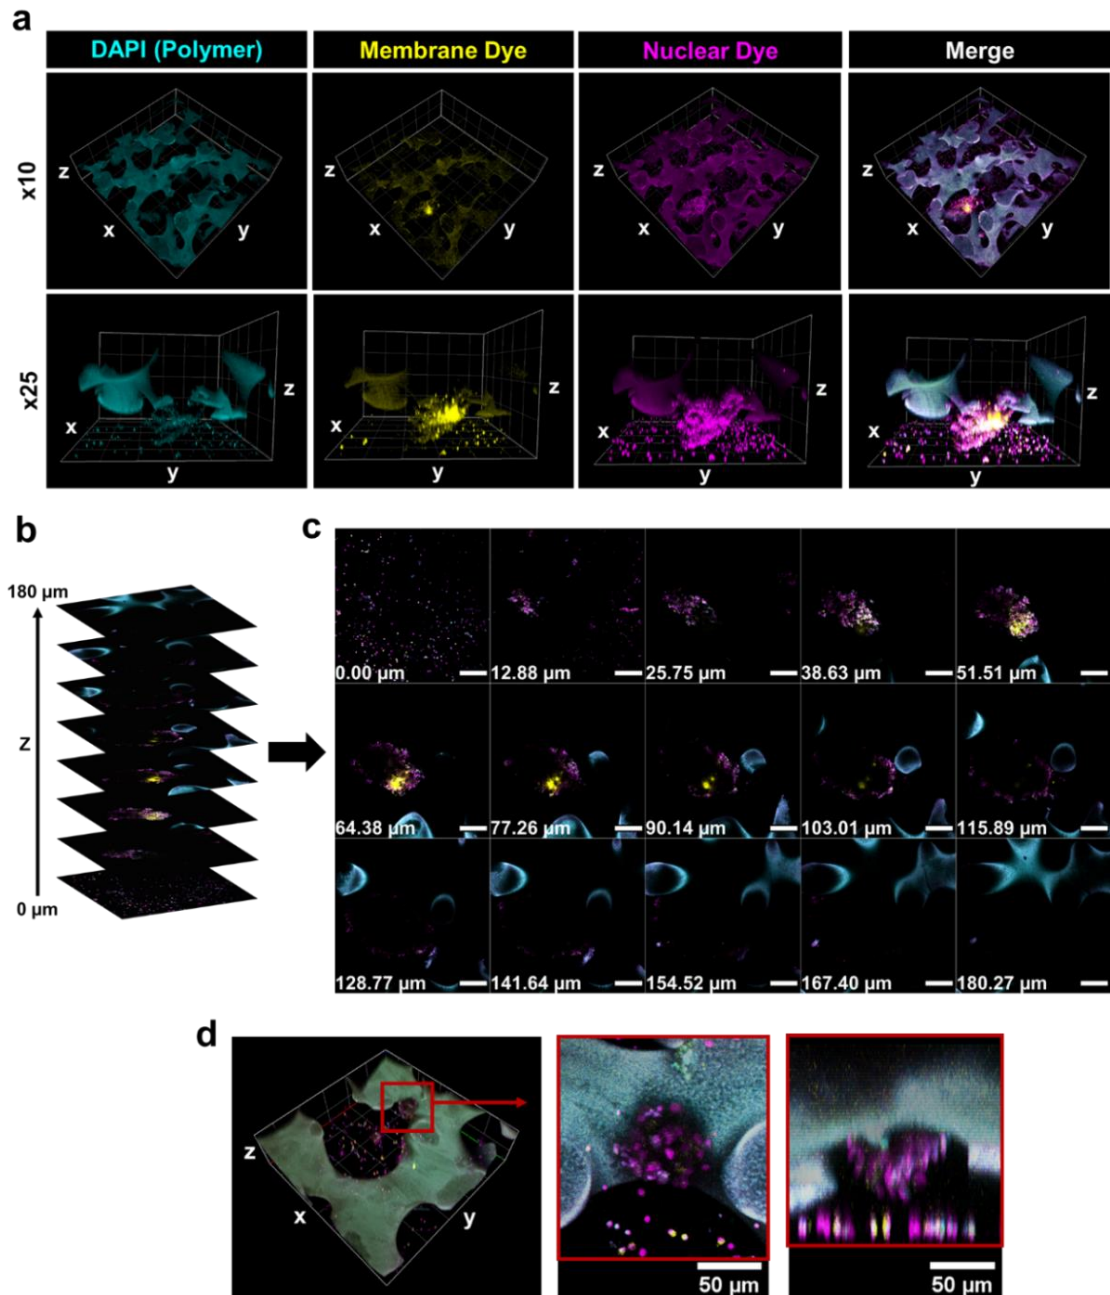 a
DAPI (Polymer) Membrane Dye Nuclear Dye Merge
x10
z x y z x y z x y z x y
x25
x y z x y z x y z x y z
b
180 µm
Z
0 µm
c
0.00 µm 12.88 µm 25.75 µm 38.63 µm 51.51 µm
64.38 µm 77.26 µm 90.14 µm 103.01 µm 115.89 µm
128.77 µm 141.64 µm 154.52 µm 167.40 µm 180.27 µm
d
z x y
50 µm 50 µm